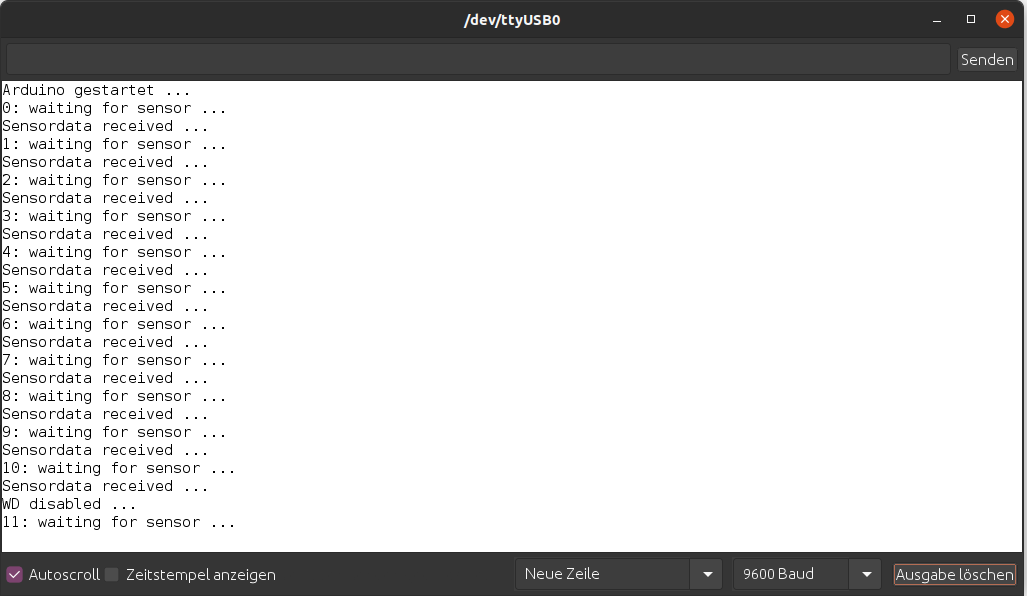 /dev/ttyUSB0
Senden
Arduino gestartet ...
0: waiting for sensor ...
Sensordata received ...
1: waiting for sensor ...
Sensordata received ...
2: waiting for sensor ...
Sensordata received ...
3: waiting for sensor ...
Sensordata received ...
4: waiting for sensor ...
Sensordata received ...
5: waiting for sensor ...
Sensordata received ...
6: waiting for sensor ...
Sensordata received ...
7: waiting for sensor ...
Sensordata received ...
8: waiting for sensor ...
Sensordata received ...
9: waiting for sensor ...
Sensordata received ...
10: waiting for sensor ...
Sensordata received ...
WD disabled ...
11: waiting for sensor ...
Autoscroll Zeitstempel anzeigen Neue Zeile 9600 Baud Ausgabe löschen